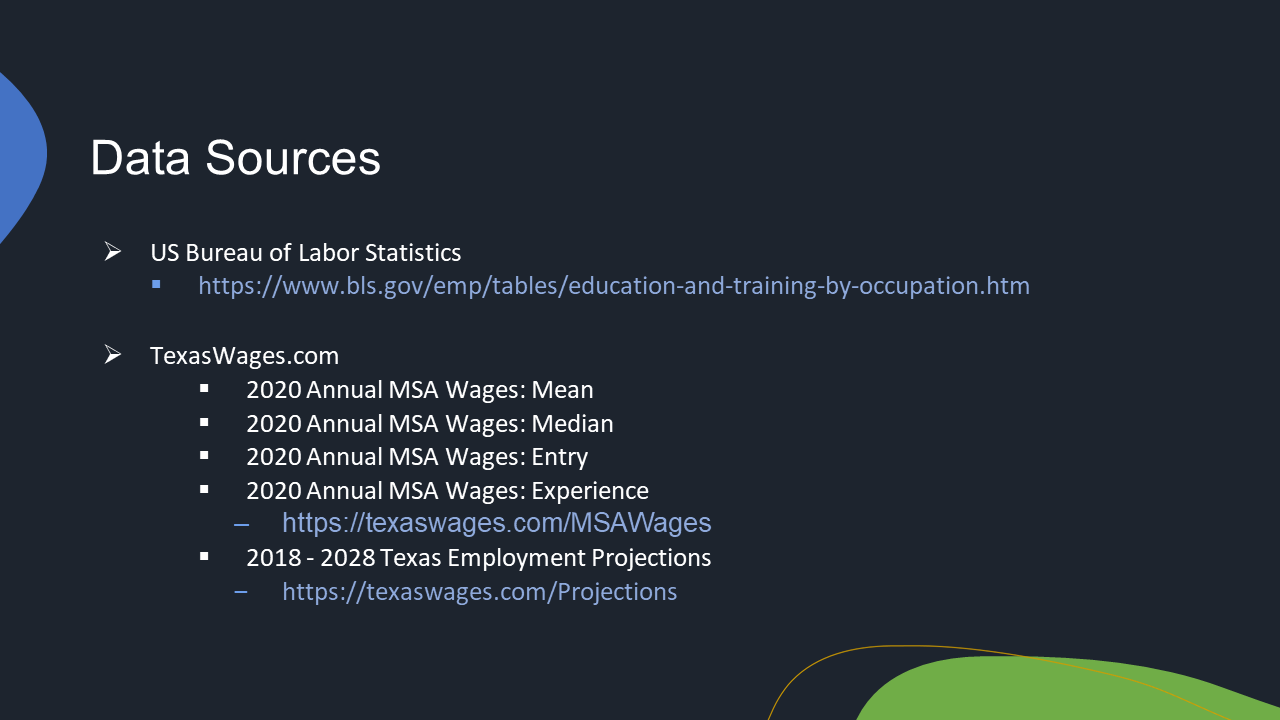 Data Sources
US Bureau of Labor Statistics
https://www.bls.gov/emp/tables/education-and-training-by-occupation.htm
TexasWages.com
2020 Annual MSA Wages: Mean
2020 Annual MSA Wages: Median
2020 Annual MSA Wages: Entry
2020 Annual MSA Wages: Experience
– https://texaswages.com/MSAWages
2018 - 2028 Texas Employment Projections
– https://texaswages.com/Projections